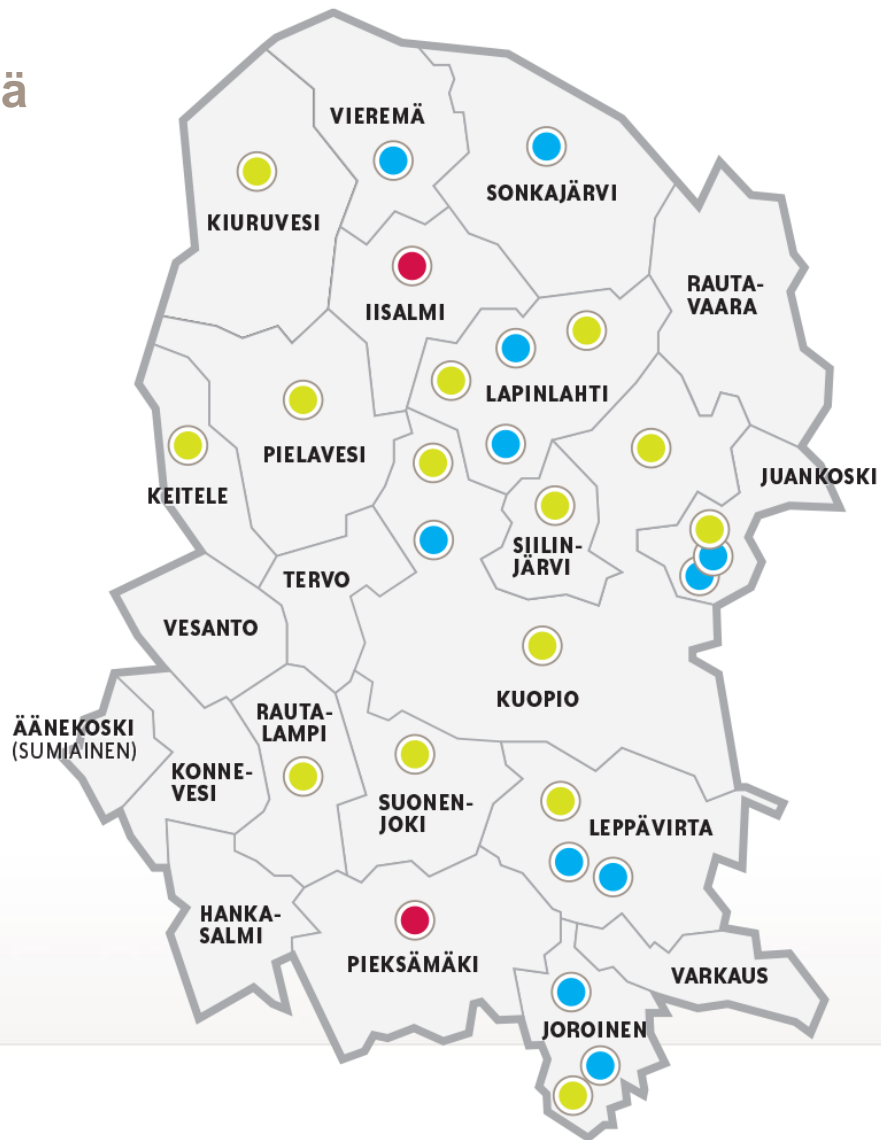 ä
VIEREMÄ
SONKAJÄRVI
KIURUVESI
RAUTA-
VAARA
IISALMI
LAPINLAHTI
PIELAVESI
JUANKOSKI
KEITELE
SIILIN-
JÄRVI
TERVO
VESANTO
KUOPIO
RAUTA-
LAMPI
ÄÄNEKOSKI
(SUMIAINEN)
KONNE-
VESI
SUONEN-
JOKI
LEPPÄVIRTA
HANKA-
SALMI
PIEKSÄMÄKI
VARKAUS
JOROINEN